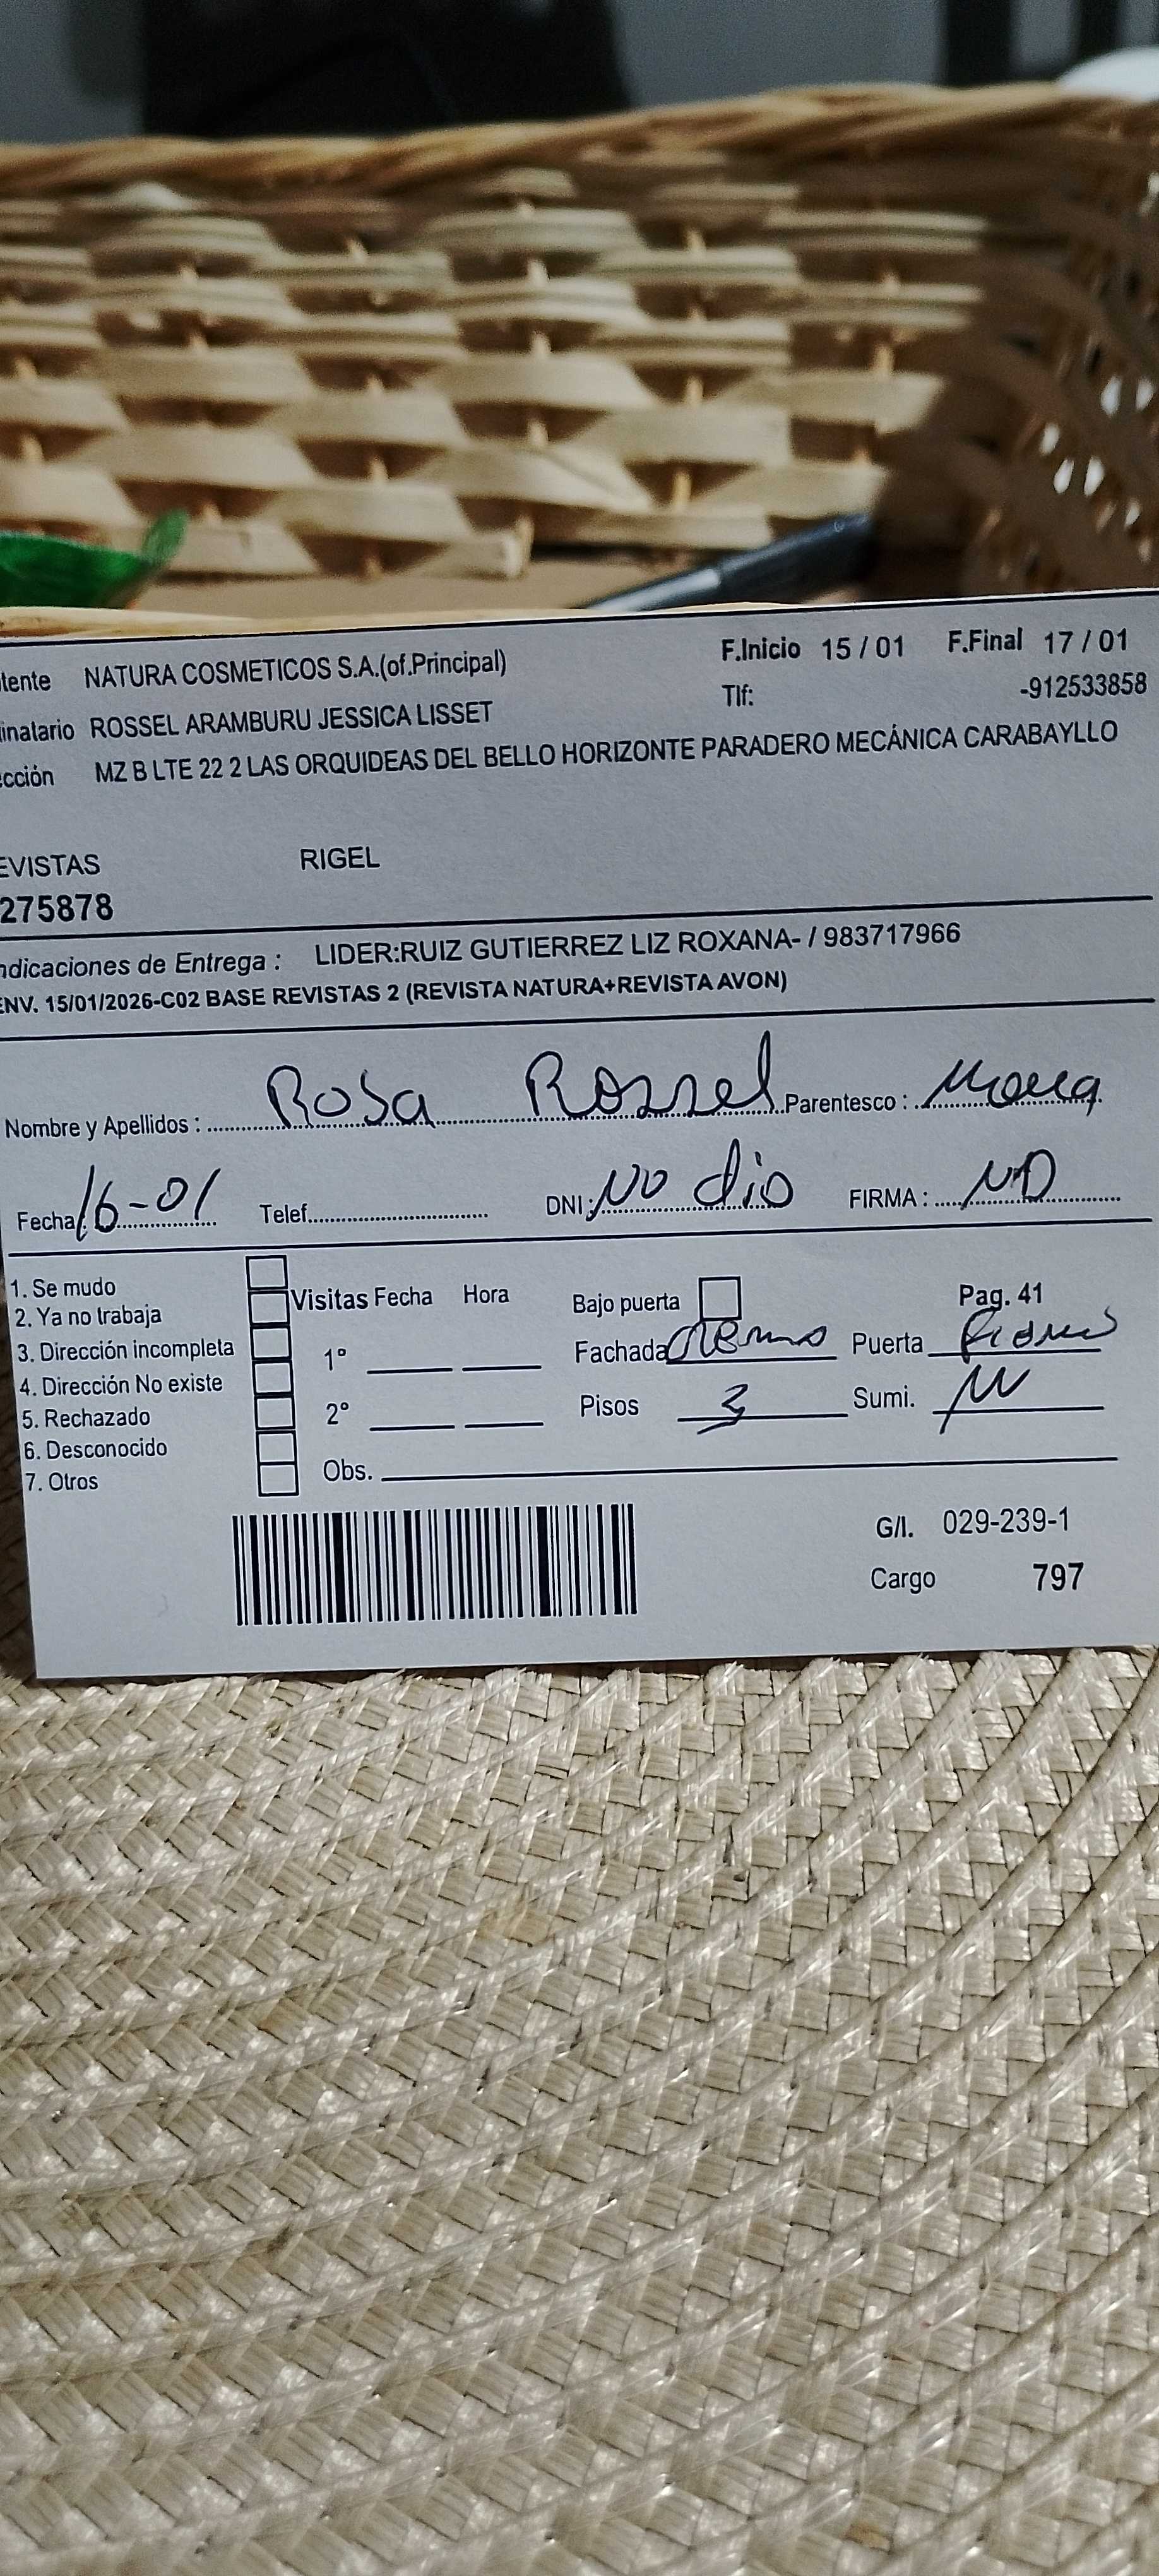 tente NATURA COSMETICOS S.A.(of.Principal) F.Inicio 15 / 01 F.Final 17 / 01
inatario ROSSEL ARAMBURU JESSICA LISSET Tlf: -912533858
cción MZ B LTE 22 2 LAS ORQUIDEAS DEL BELLO HORIZONTE PARADERO MECÁNICA CARABAYLLO
EVISTAS RIGEL
275878
ndicaciones de Entrega : LIDER:RUIZ GUTIERREZ LIZ ROXANA- / 983717966
ENV. 15/01/2026-C02 BASE REVISTAS 2 (REVISTA NATURA+REVISTA AVON)
Nombre y Apellidos : Rosa Rossel Parentesco :
Fecha: 16-01 Telef. DNI: NO dio FIRMA : ND
1. Se mudo
2. Ya no trabaja Visitas Fecha Hora Bajo puerta Pag. 41
3. Dirección incompleta 1° Fachada Puerta
4. Dirección No existe
5. Rechazado 2° Pisos 3 Sumi.
6. Desconocido
7. Otros Obs.
G/I. 029-239-1
Cargo 797